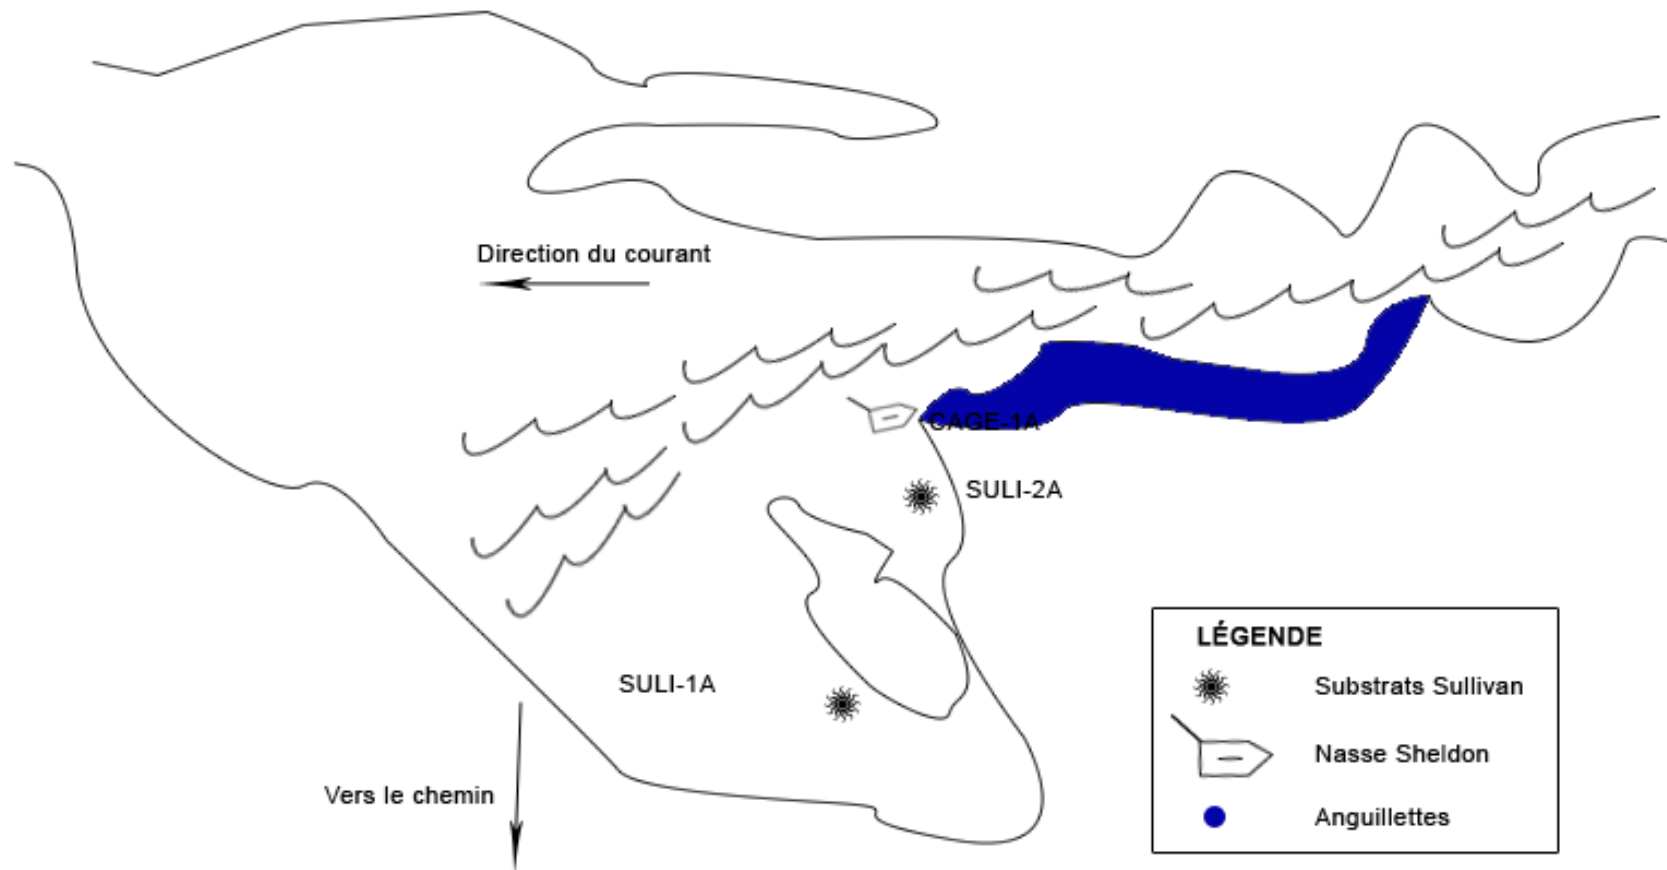 Direction du courant
CAGE-1A
SULI-2A
SULI-1A
Vers le chemin
LÉGENDE
Substrats Sullivan
Nasse Sheldon
Anguillettes